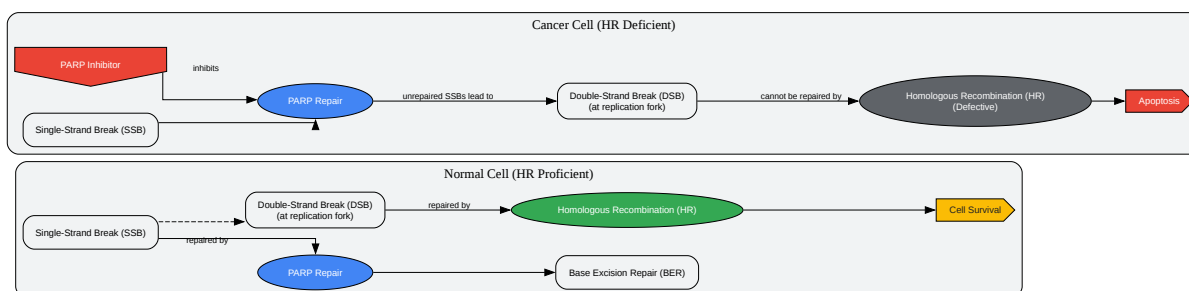 Cancer Cell (HR Deficient)
PARP Inhibitor
inhibits
PARP Repair
unrepaired SSBs lead to
Double-Strand Break (DSB)
(at replication fork)
cannot be repaired by
Homologous Recombination (HR)
(Defective)
Apoptosis
Single-Strand Break (SSB)
Normal Cell (HR Proficient)
Double-Strand Break (DSB)
(at replication fork)
repaired by
Homologous Recombination (HR)
Cell Survival
Single-Strand Break (SSB)
repaired by
PARP Repair
Base Excision Repair (BER)